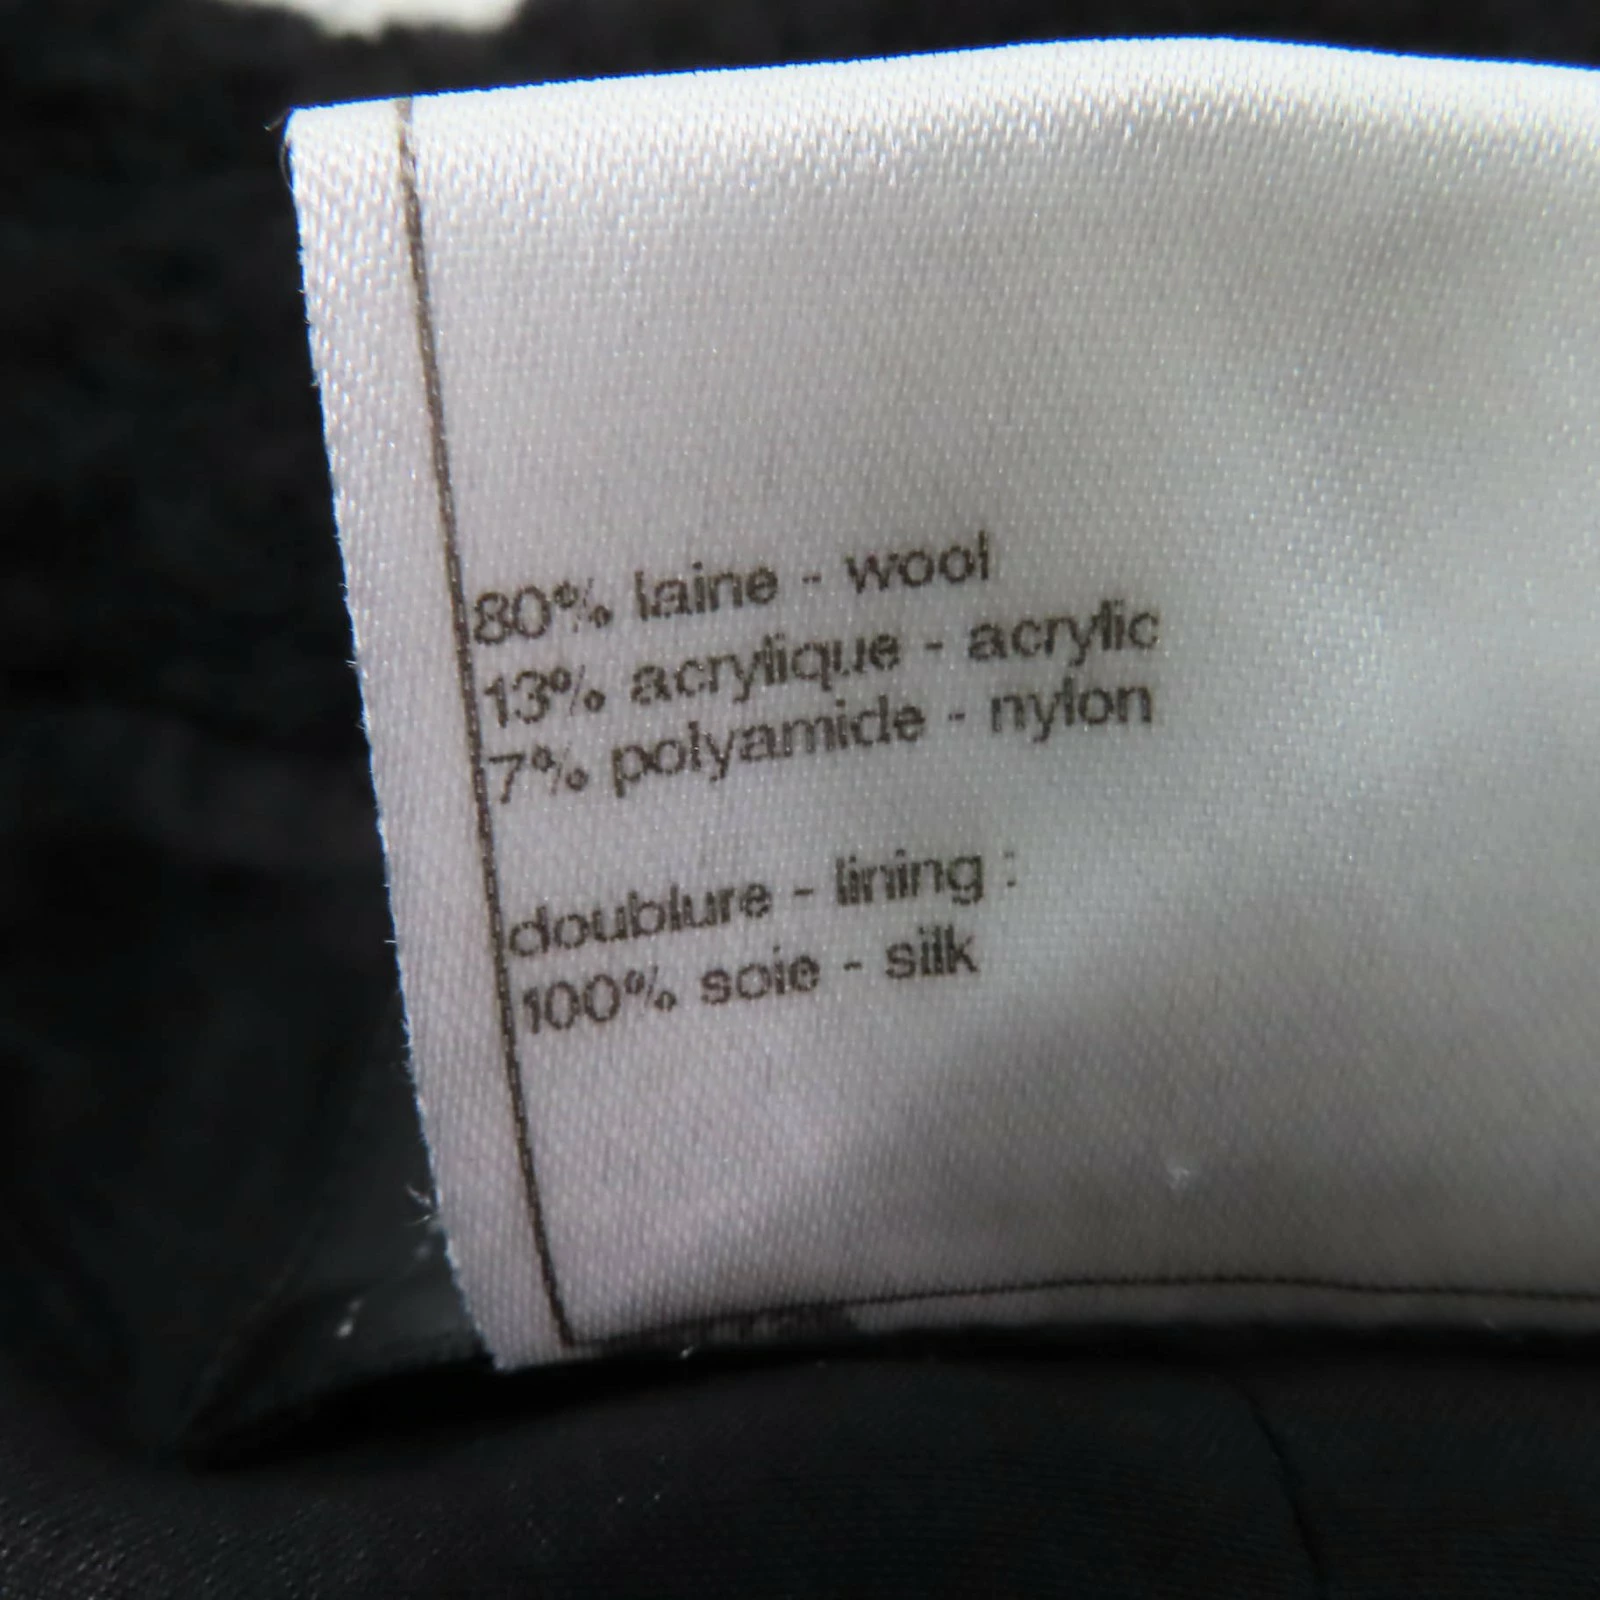 80% laine - wool
13% acrylique - acrylic
7% polyamide - nylon
doublure - lining :
100% soie - silk